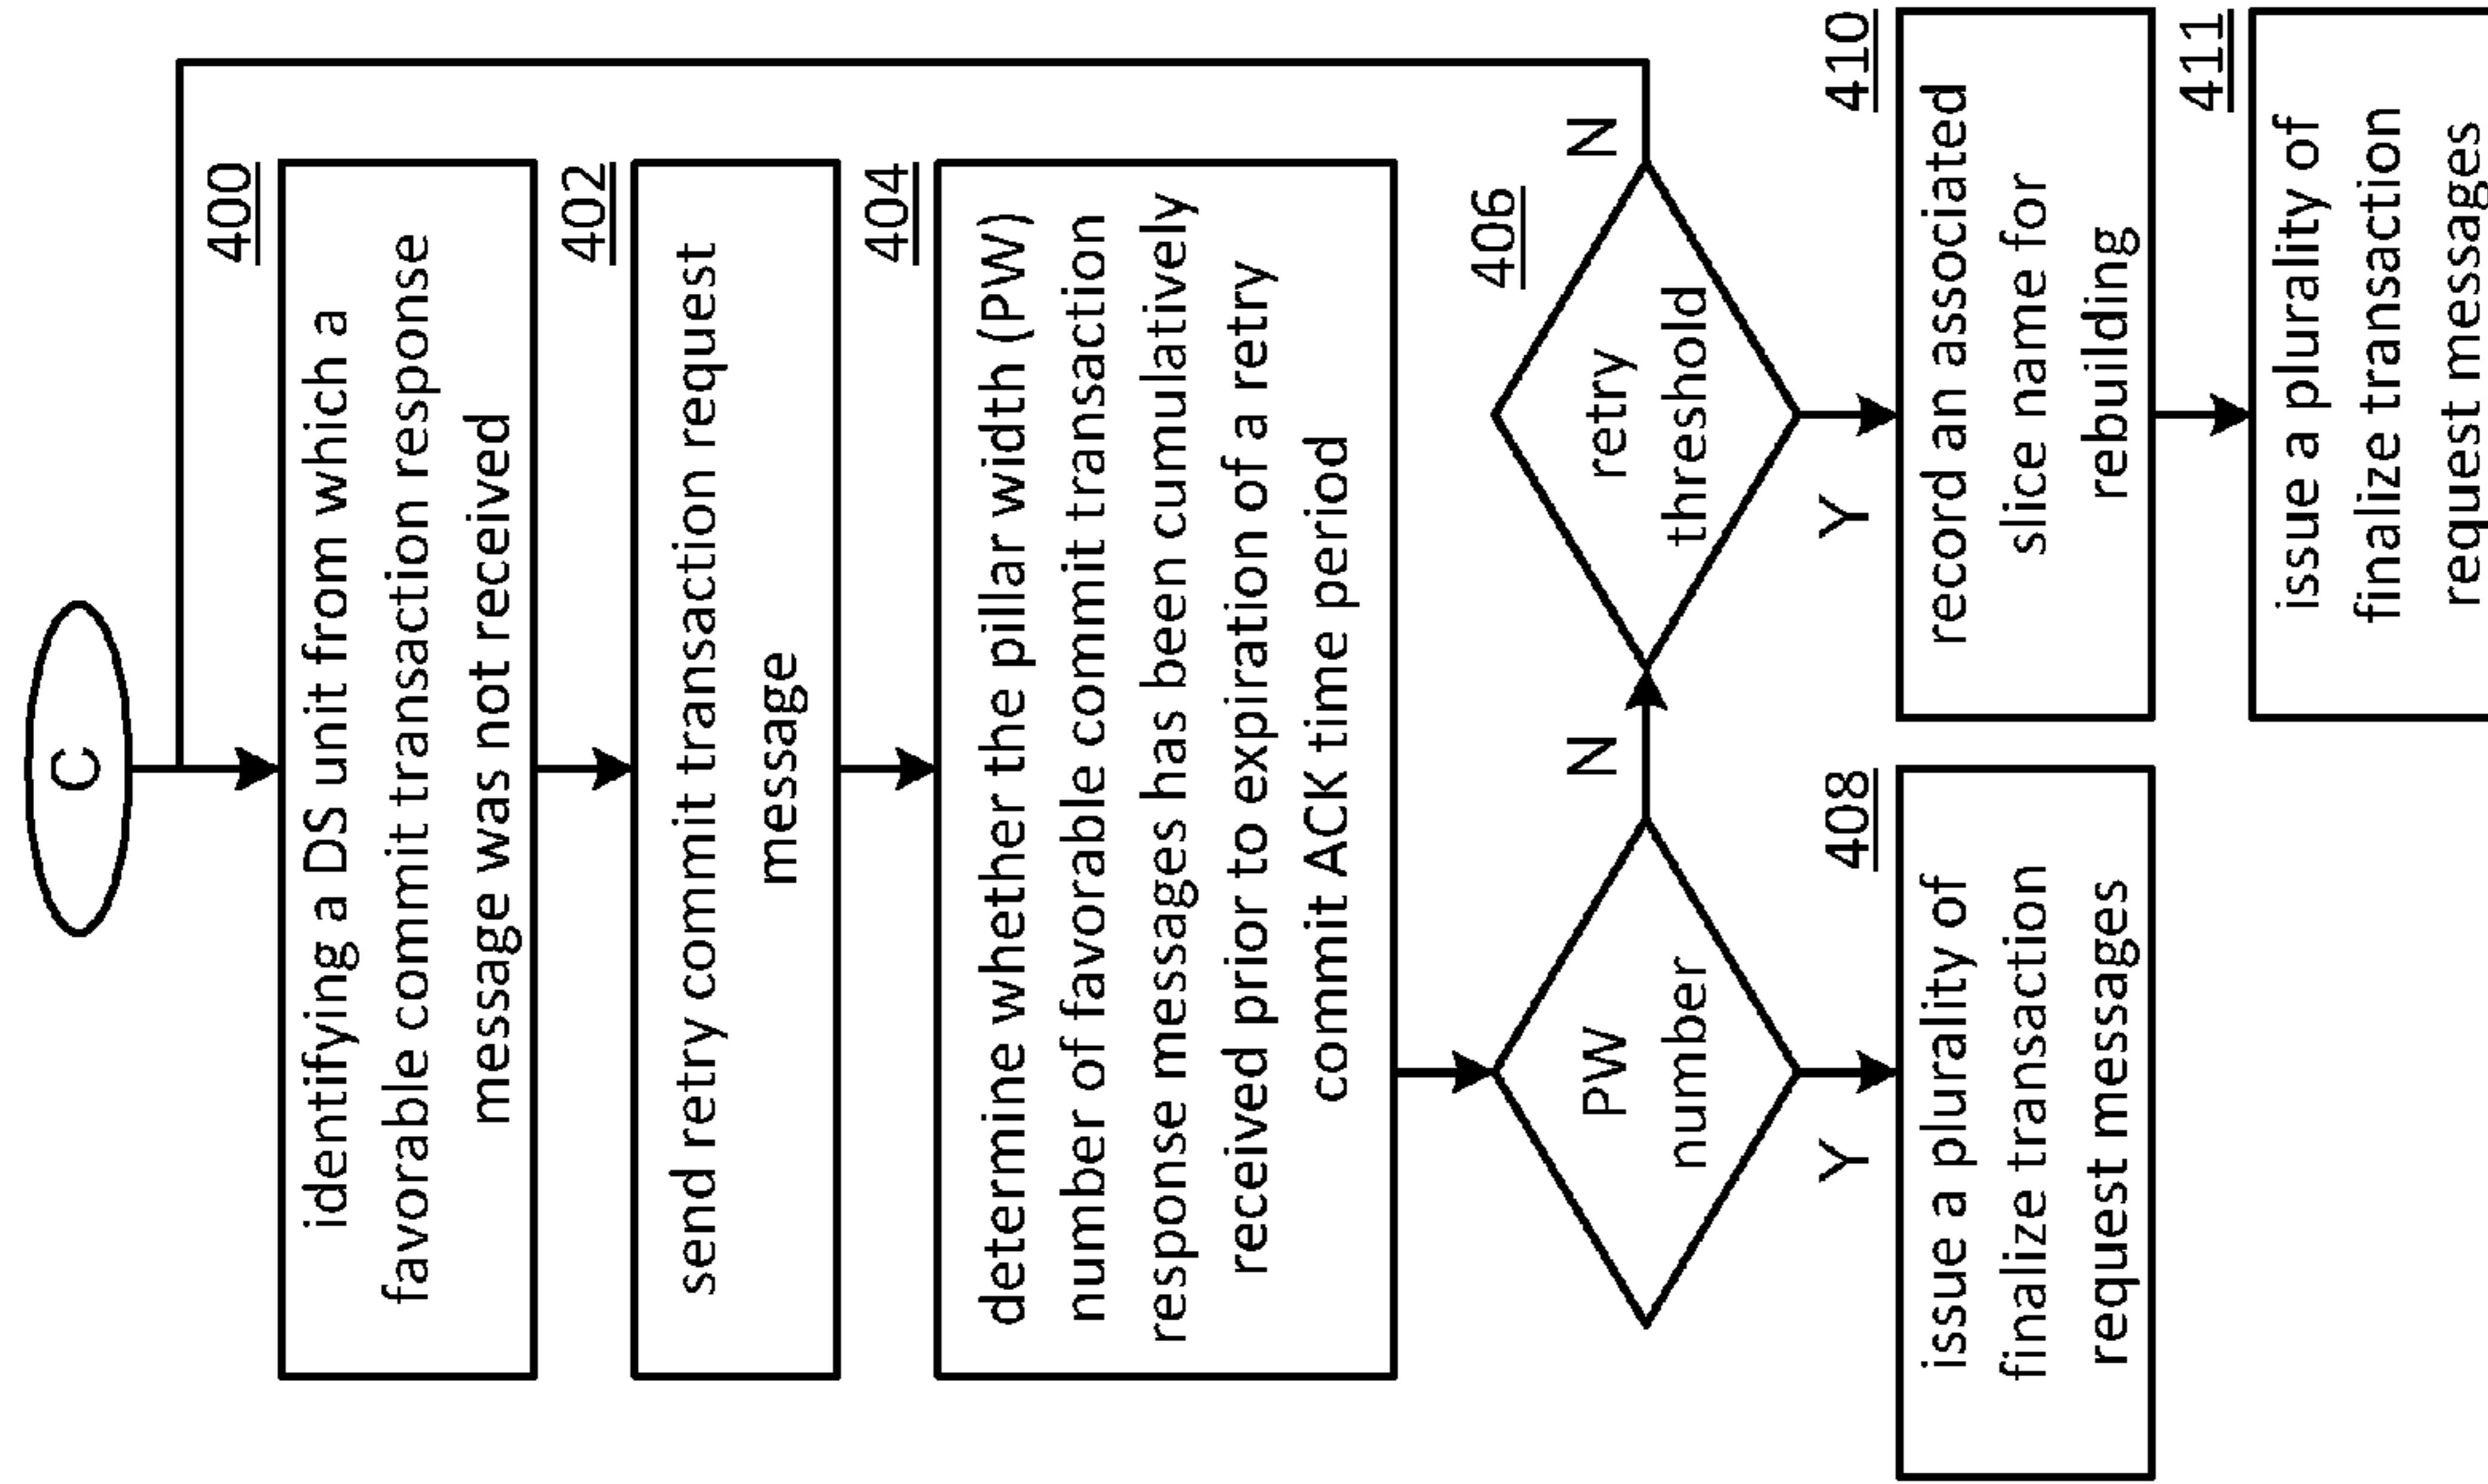 C
400
identifying a DS unit from which a
favorable commit transaction response
message was not received
402
send retry commit transaction request
message
404
determine whether the pillar width (PW)
number of favorable commit transaction
response messages has been cumulatively
received prior to expiration of a retry
commit ACK time period
PW
number
N
406
retry
threshold
N
Y
408
issue a plurality of
finalize transaction
request messages
Y
410
record an associated
slice name for
rebuilding
411
issue a plurality of
finalize transaction
request messages